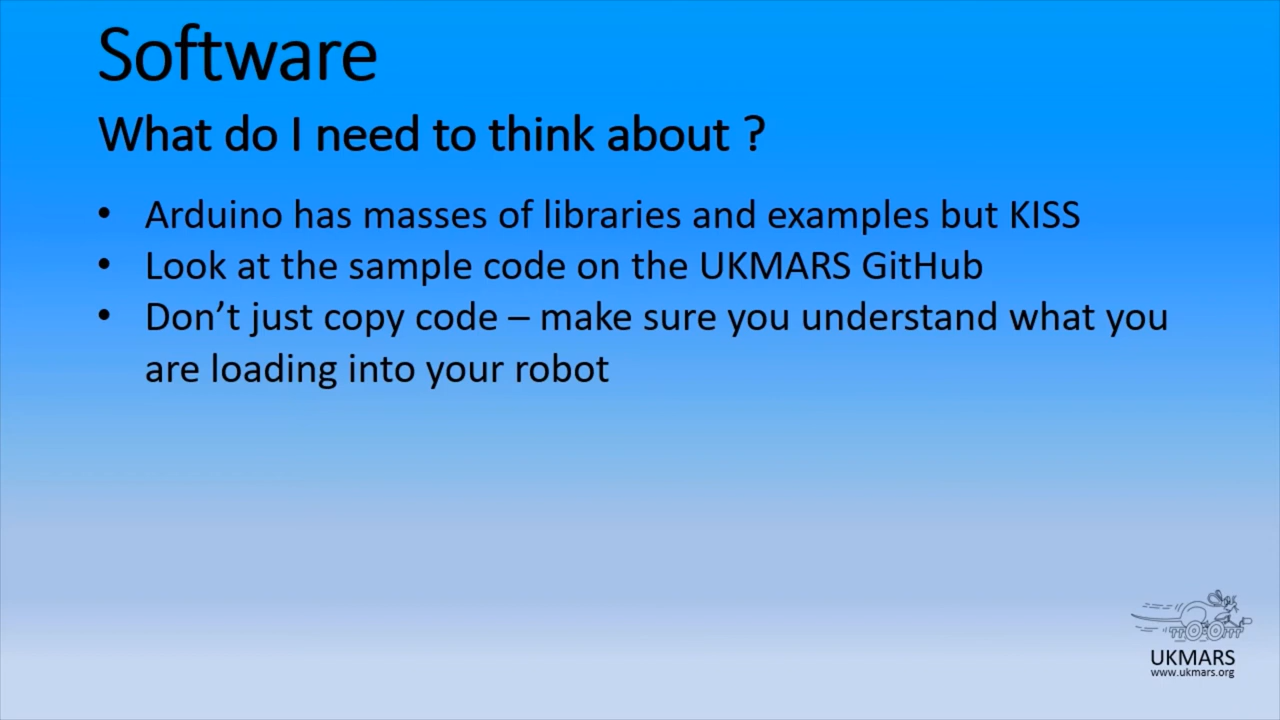 Software
What do I need to think about ?
• Arduino has masses of libraries and examples but KISS
• Look at the sample code on the UKMARS GitHub
• Don’t just copy code – make sure you understand what you
are loading into your robot
UKMARS
www.ukmars.org